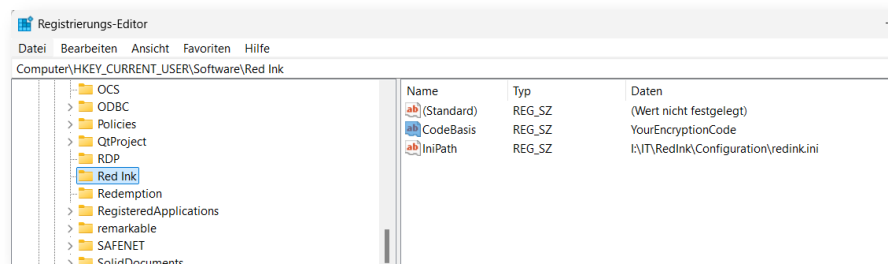 Registrierungs-Editor
Datei Bearbeiten Ansicht Favoriten Hilfe
Computer\HKEY_CURRENT_USER\Software\Red Ink
OCS
ODBC
Policies
QtProject
RDP
Red Ink
Redemption
RegisteredApplications
remarkable
SAFENET
SolidDocuments
Name Typ Daten
(Standard) REG_SZ (Wert nicht festgelegt)
CodeBasis REG_SZ YourEncryptionCode
IniPath REG_SZ I:\IT\RedInk\Configuration\redink.ini